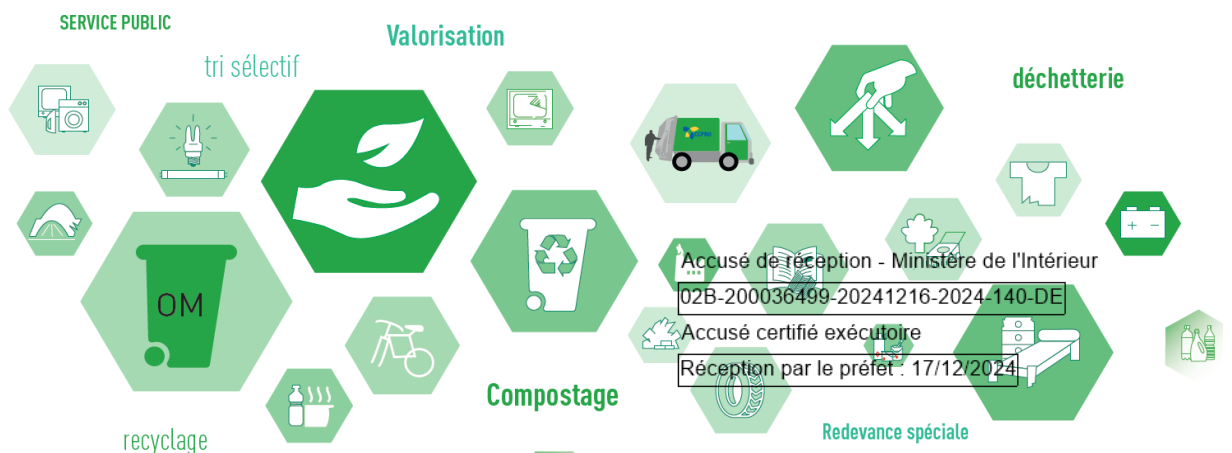 SERVICE PUBLIC
Valorisation
tri sélectif
déchetterie
OM
Accusé de réception - Ministère de l'Intérieur
02B-200036499-20241216-2024-140-DE
Accusé certifié exécutoire
Réception par le préfet : 17/12/2024
Compostage
Redevance spéciale
recyclage